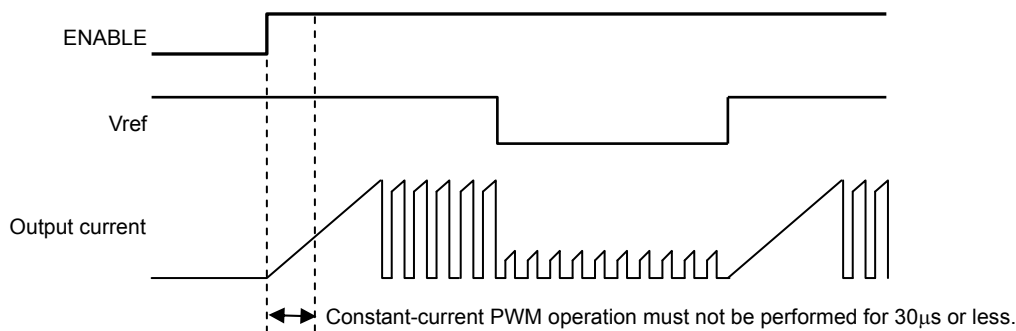 ENABLE
Vref
Output current
Constant-current PWM operation must not be performed for 30μs or less.